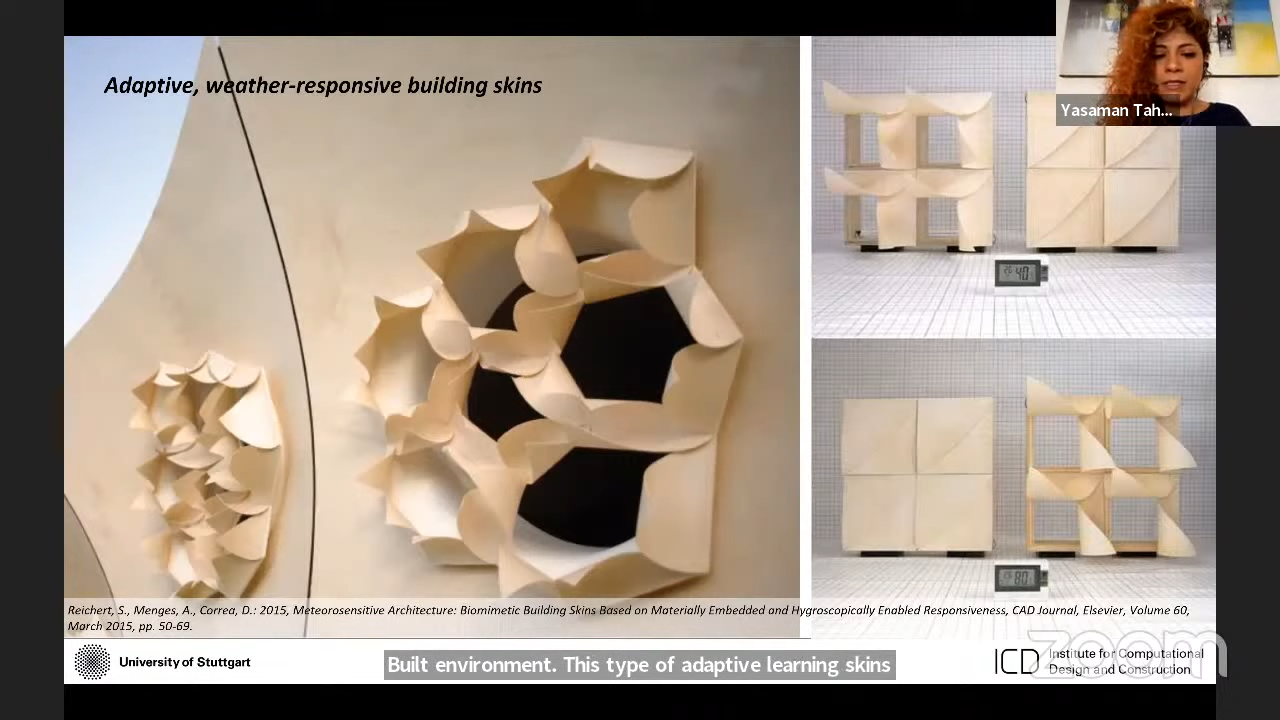 Adaptive, weather-responsive building skins
Yasaman Tah...
40
80
Reichert, S., Menges, A., Correa, D.: 2015, Meteorosensitive Architecture: Biomimetic Building Skins Based on Materially Embedded and Hygroscopically Enabled Responsiveness, CAD Journal, Elsevier, Volume 60,
March 2015, pp. 50-69.
University of Stuttgart
Built environment. This type of adaptive learning skins
ICD
Institute for Computational
Design and Construction
zoom